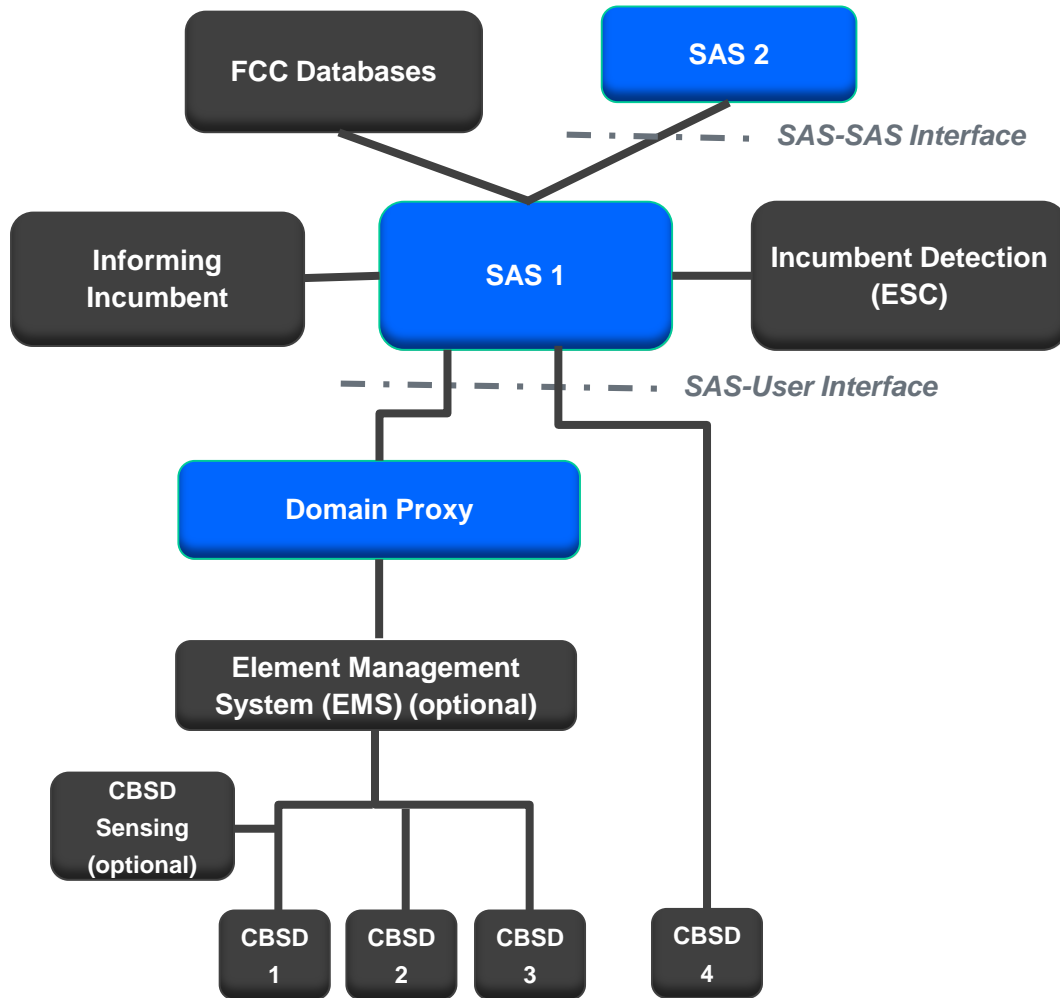 FCC Databases
SAS 2
SAS-SAS Interface
Informing
Incumbent
SAS 1
Incumbent Detection
(ESC)
SAS-User Interface
Domain Proxy
Element Management
System (EMS) (optional)
CBSD
Sensing
(optional)
CBSD
1
CBSD
2
CBSD
3
CBSD
4